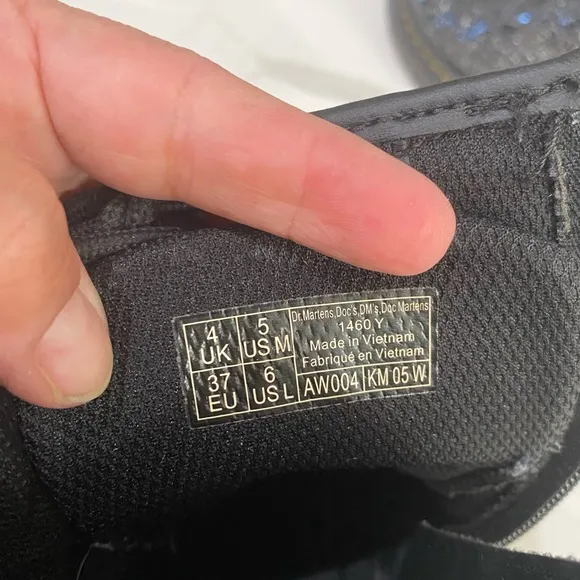 4 UK
5 US M
37 EU
6 US L
Dr.Martens,Doc's,DM's,Doc Martens
1460 Y
Made in Vietnam
Fabriqué en Vietnam
AW004
KM 05 W